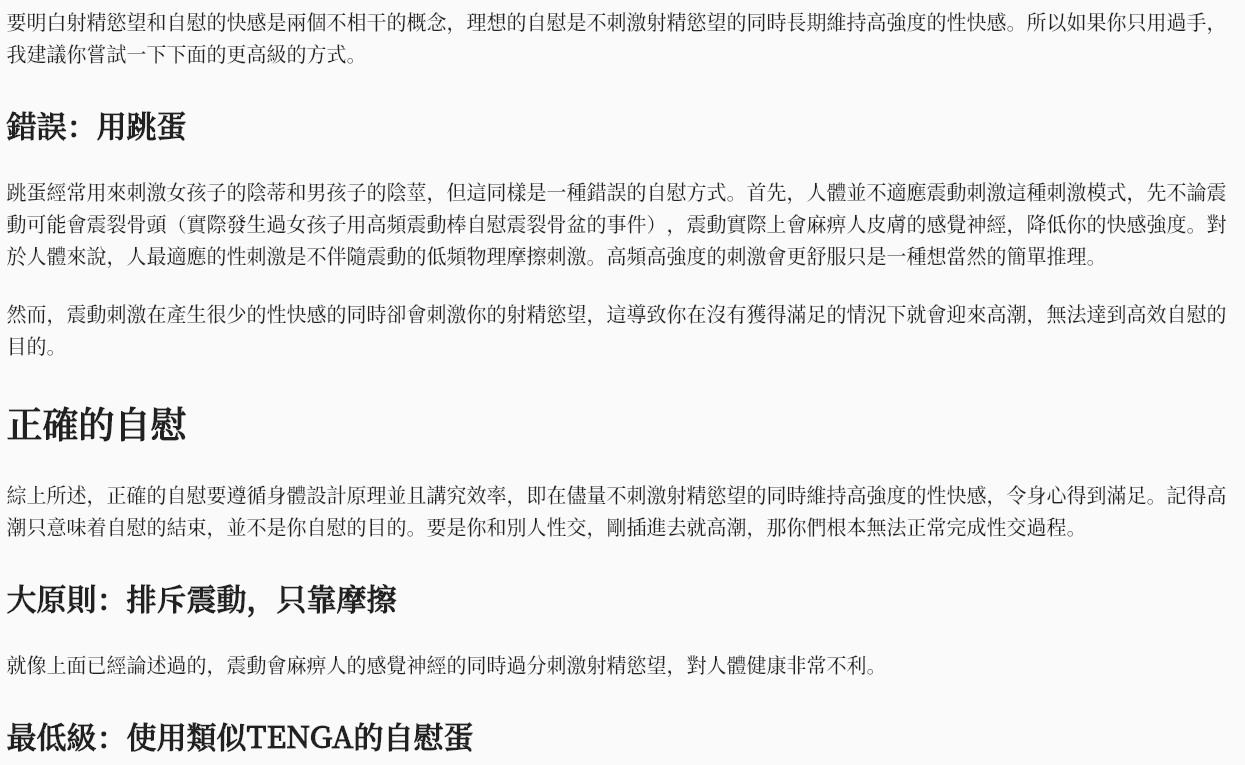 要明白射精慾望和自慰的快感是兩個不相干的概念，理想的自慰是不刺激射精慾望的同時長期維持高強度的性快感。所以如果你只用過手，
我建議你嘗試一下下面的更高級的方式。
錯誤：用跳蛋
跳蛋經常用來刺激女孩子的陰蒂和男孩子的陰莖，但這同樣是一種錯誤的自慰方式。首先，人體並不適應震動刺激這種刺激模式，先不論震
動可能會震裂骨頭（實際發生過女孩子用高頻震動棒自慰震裂骨盆的事件），震動實際上會麻痹人皮膚的感覺神經，降低你的快感強度。對
於人體來說，人最適應的性刺激是不伴隨震動的低頻物理摩擦刺激。高頻高強度的刺激會更舒服只是一種想當然的簡單推理。
然而，震動刺激在產生很少的性快感的同時卻會刺激你的射精慾望，這導致你在沒有獲得滿足的情況下就會迎來高潮，無法達到高效自慰的
目的。
正確的自慰
綜上所述，正確的自慰要遵循身體設計原理並且講究效率，即在儘量不刺激射精慾望的同時維持高強度的性快感，令身心得到滿足。記得高
潮只意味着自慰的結束，並不是你自慰的目的。要是你和別人性交，剛插進去就高潮，那你們根本無法正常完成性交過程。
大原則：排斥震動，只靠摩擦
就像上面已經論述過的，震動會麻痹人的感覺神經的同時過分刺激射精慾望，對人體健康非常不利。
最低級：使用類似TENGA的自慰蛋